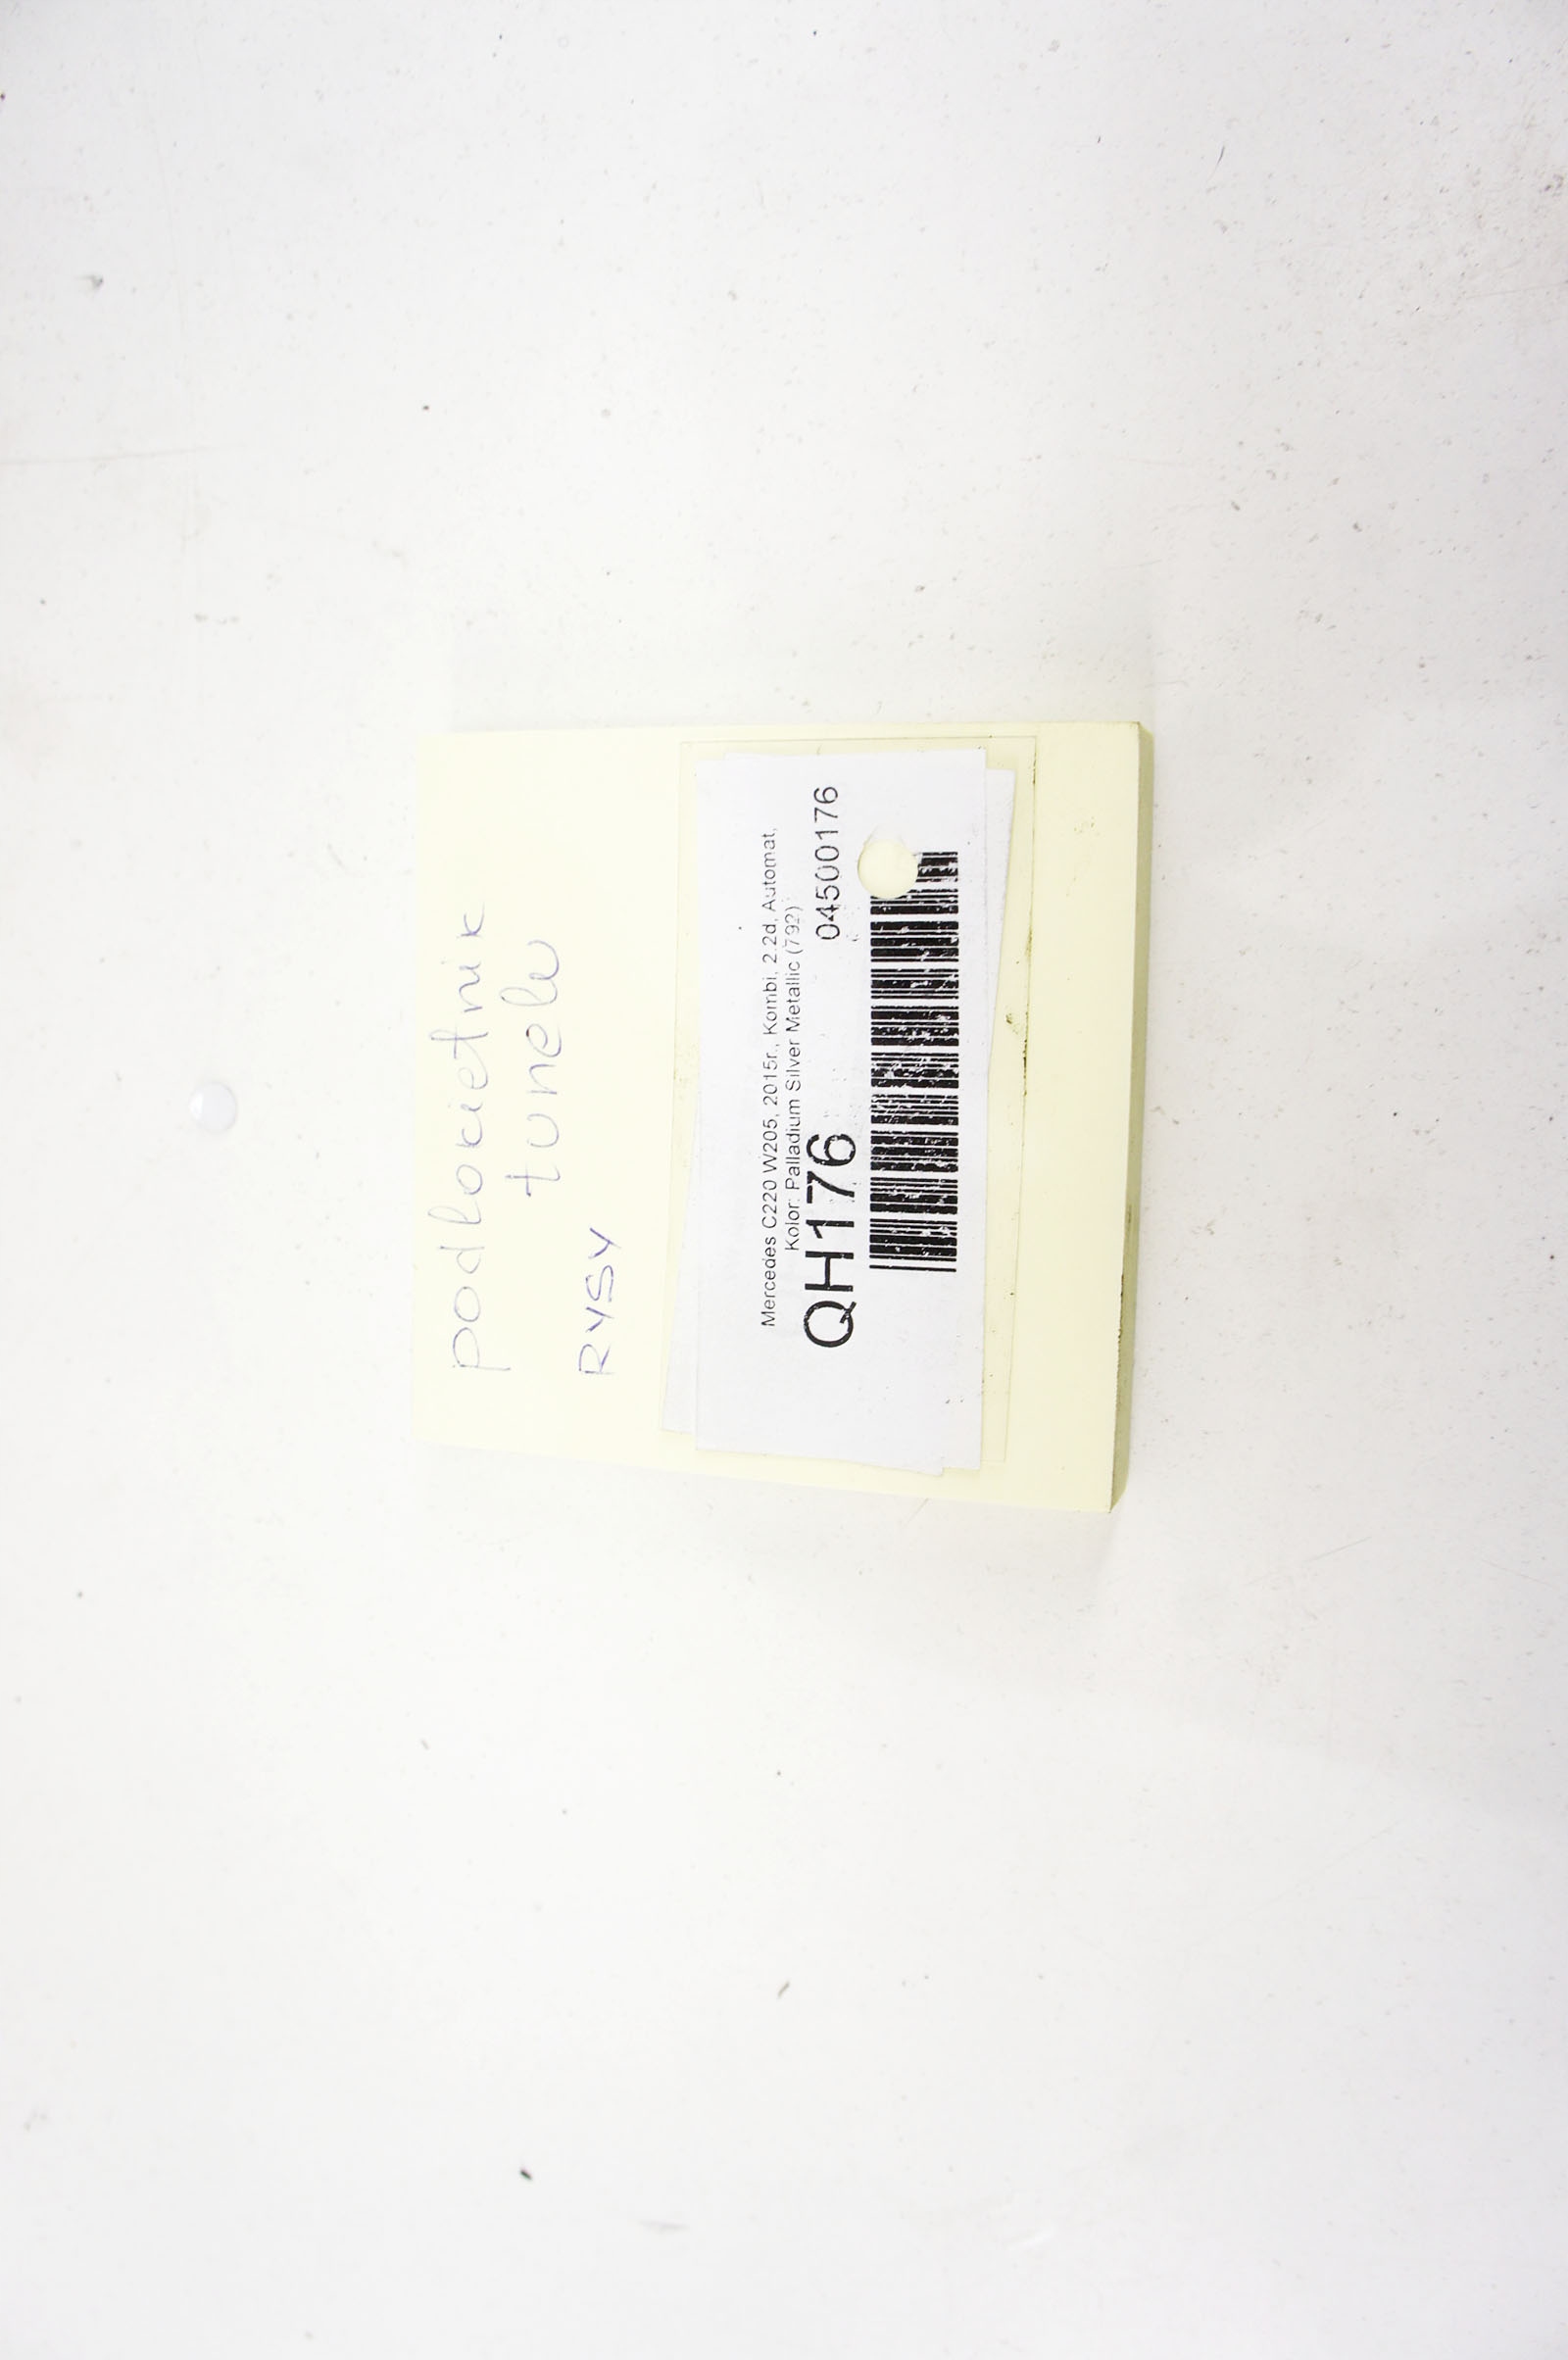 podłokietnik
tunelu
RYSY
Mercedes C220 W205, 2015r., Kombi, 2.2d, Automat,
Kolor: Palladium Silver Metallic (792)
QH176
04500176